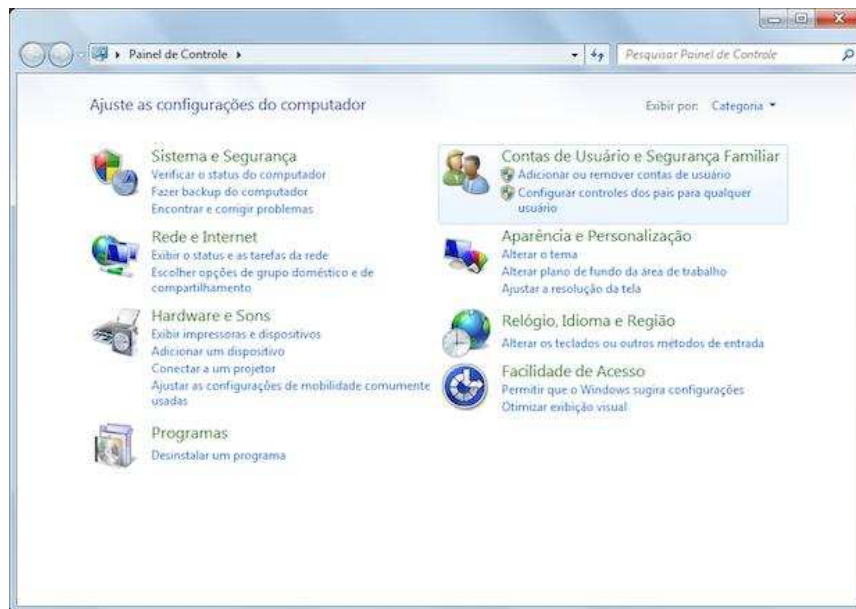 Painel de Controle
Pesquisar Painel de Controle
Ajuste as configurações do computador
Exibir por: Categoria
Sistema e Segurança
Verificar o status do computador
Fazer backup do computador
Encontrar e corrigir problemas
Rede e Internet
Exibir o status e as tarefas da rede
Escolher opções de grupo doméstico e de
compartilhamento
Hardware e Sons
Exibir impressoras e dispositivos
Adicionar um dispositivo
Conectar a um projetor
Ajustar as configurações de mobilidade comumente
usadas
Programas
Desinstalar um programa
Contas de Usuário e Segurança Familiar
Adicionar ou remover contas de usuário
Configurar controles dos pais para qualquer
usuário
Aparência e Personalização
Alterar o tema
Alterar plano de fundo da área de trabalho
Ajustar a resolução da tela
Relógio, Idioma e Região
Alterar os teclados ou outros métodos de entrada
Facilidade de Acesso
Permitir que o Windows sugira configurações
Otimizar exibição visual